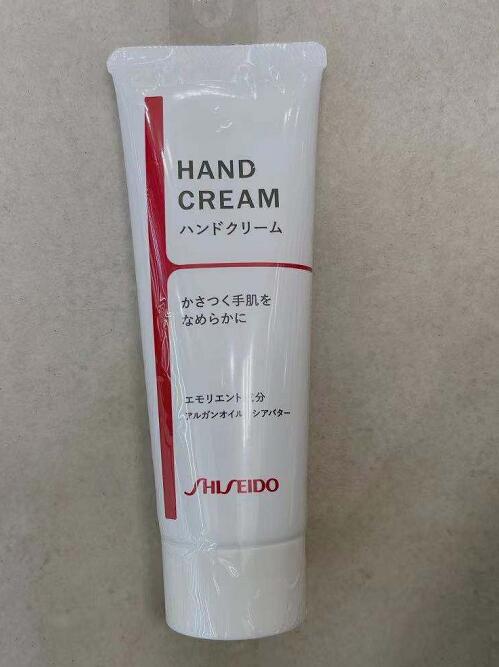 HAND
CREAM
ハンドクリーム
かさつく手肌を
なめらかに
エモリエント 分
アルガンオイル シアバター
SHISEIDO